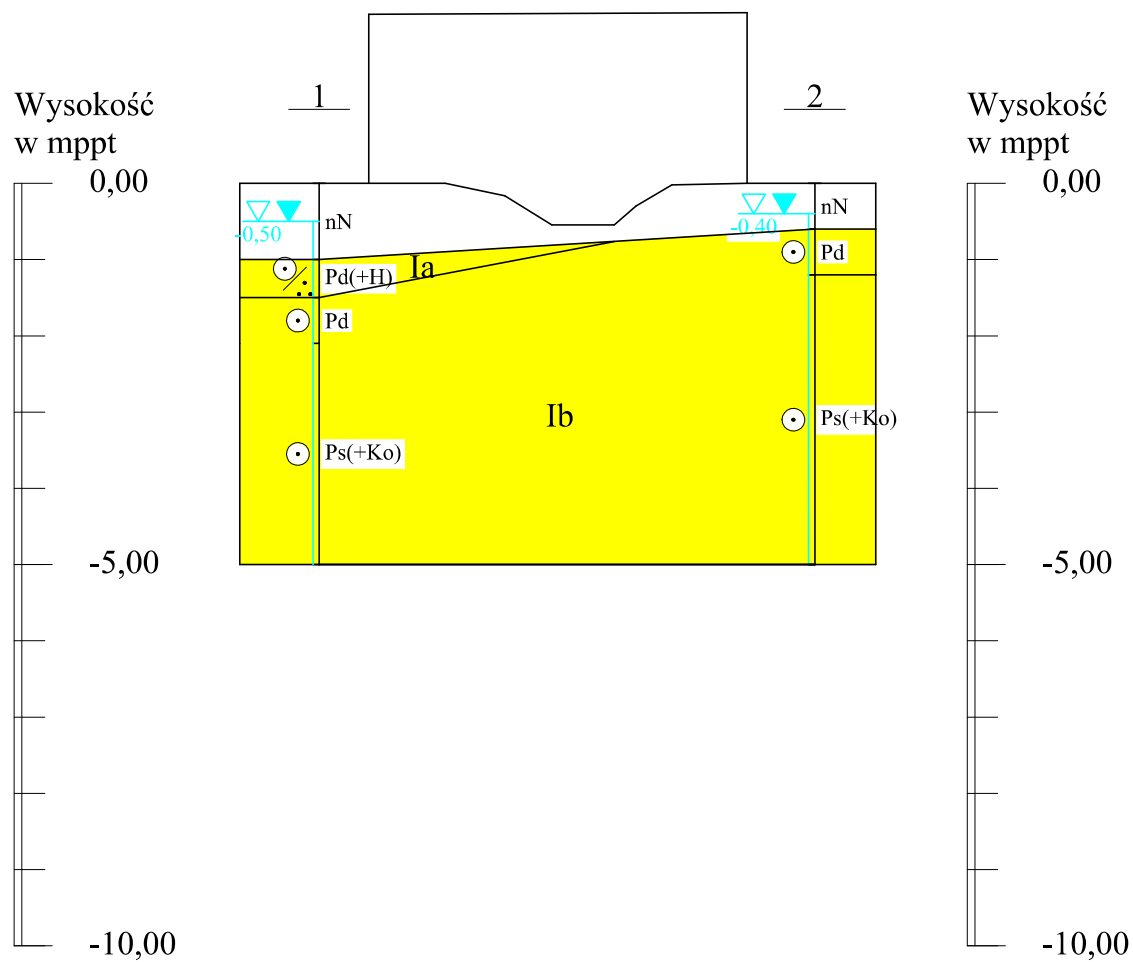 1
2
Wysokość
w mppt
Wysokość
w mppt
0,00
0,00
nN
nN
-0,50
-0,40
Pd
Ia
Pd(+H)
Pd
Ib
Ps(+Ko)
Ps(+Ko)
-5,00
-5,00
-10,00
-10,00